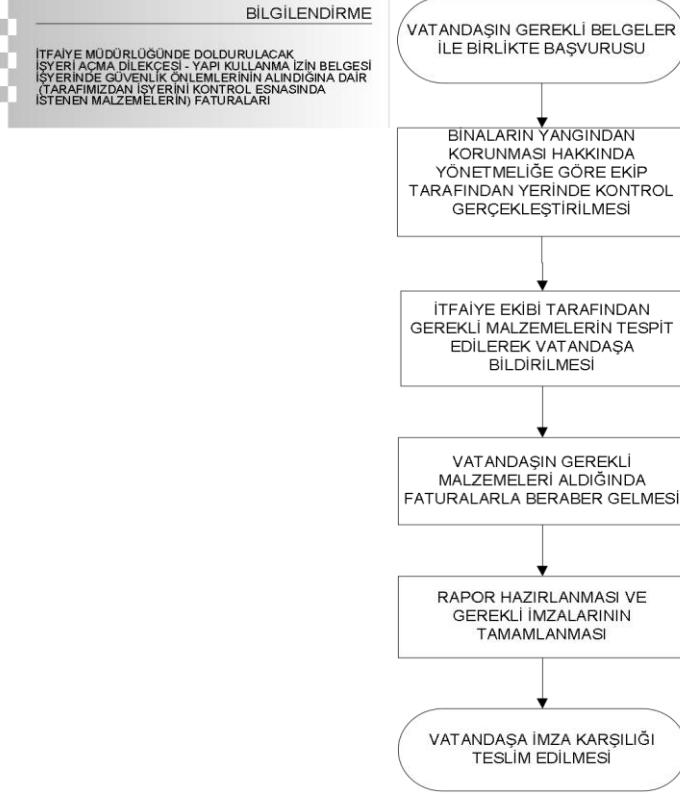 BİLGİLENDİRME
İTFAİYE MÜDÜRLÜĞÜNDE DOLDURULACAK
İŞYERİ AÇMA DİLEKÇESİ - YAPI KULLANMA İZİN BELGESİ
İŞYERİNDE GÜVENLİK ÖNLEMLERİNİN ALINDIĞINA DAİR
(TARAFIMIZDAN İŞYERİNİ KONTROL ESNASINDA
İSTENEN MALZEMELERİN) FATURALARI
VATANDAŞIN GEREKLİ BELGELER
İLE BİRLİKTE BAŞVURUSU
BİNALARIN YANGINDAN
KORUNMASI HAKKINDA
YÖNETMELİĞE GÖRE EKİP
TARAFINDAN YERİNDE KONTROL
GERÇEKLEŞTİRİLMESİ
İTFAİYE EKİBİ TARAFINDAN
GEREKLİ MALZEMELERİN TESPİT
EDİLEREK VATANDAŞA
BİLDİRİLMESİ
VATANDAŞIN GEREKLİ
MALZEMELERİ ALDIĞINDA
FATURALARLA BERABER GELMESİ
RAPOR HAZIRLANMASI VE
GEREKLİ İMZALARININ
TAMAMLANMASI
VATANDAŞA İMZA KARŞILIĞI
TESLİM EDİLMESİ